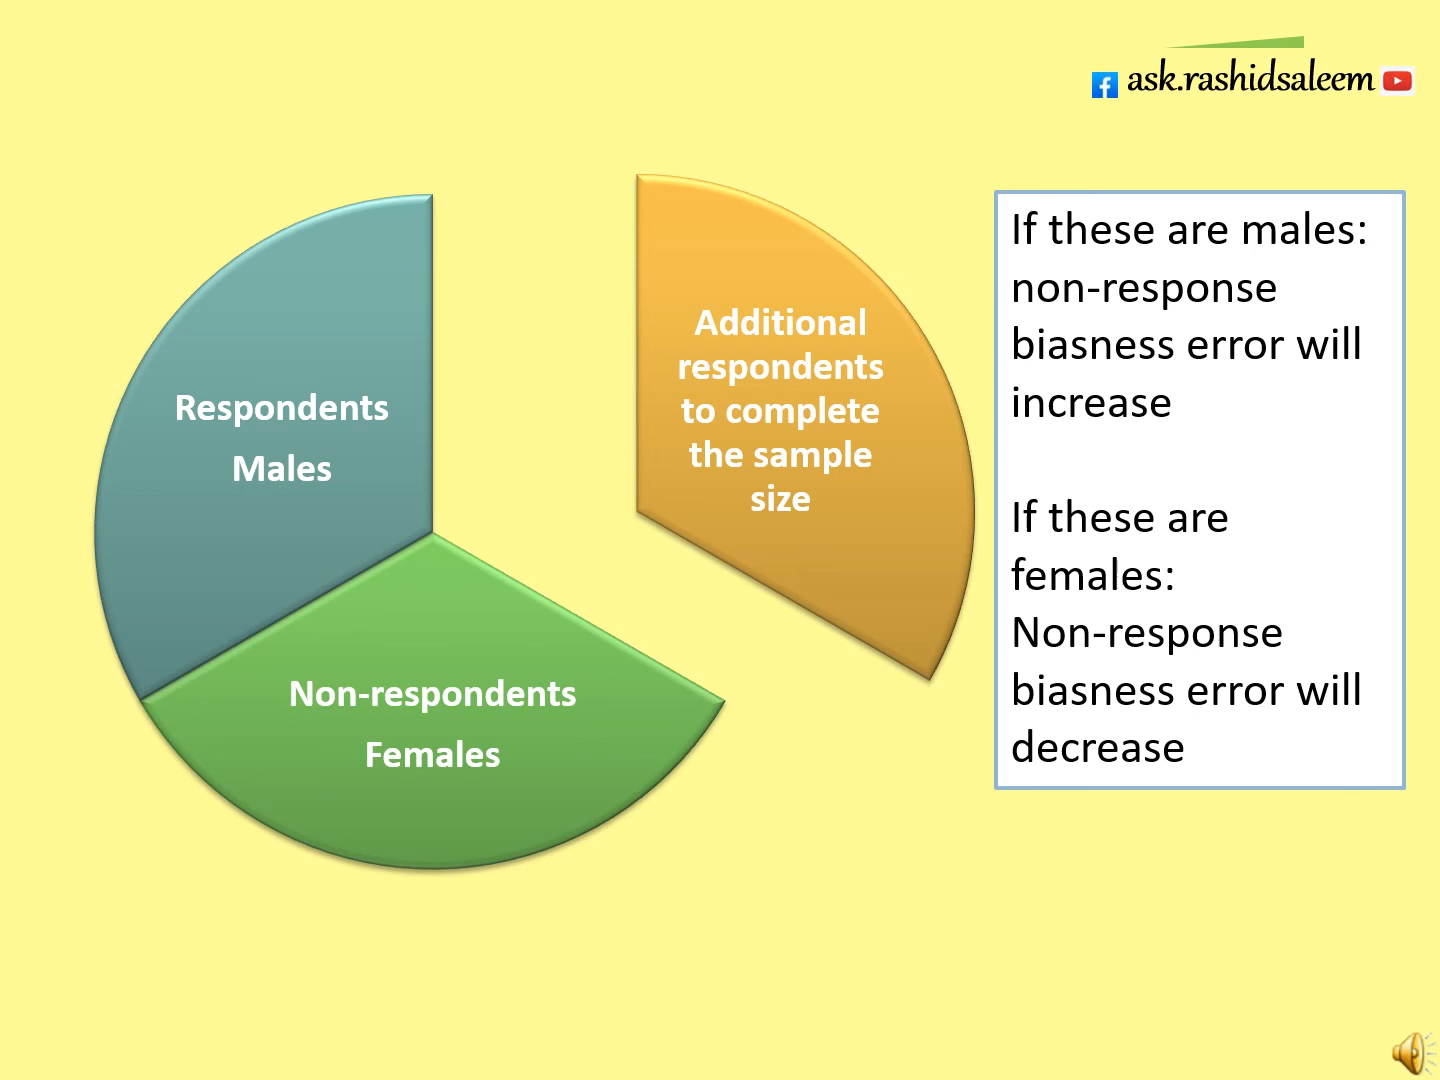 ask.rashidsaleem
Respondents
Males
Non-respondents
Females
Additional
respondents
to complete
the sample
size
If these are males:
non-response
biasness error will
increase
If these are
females:
Non-response
biasness error will
decrease